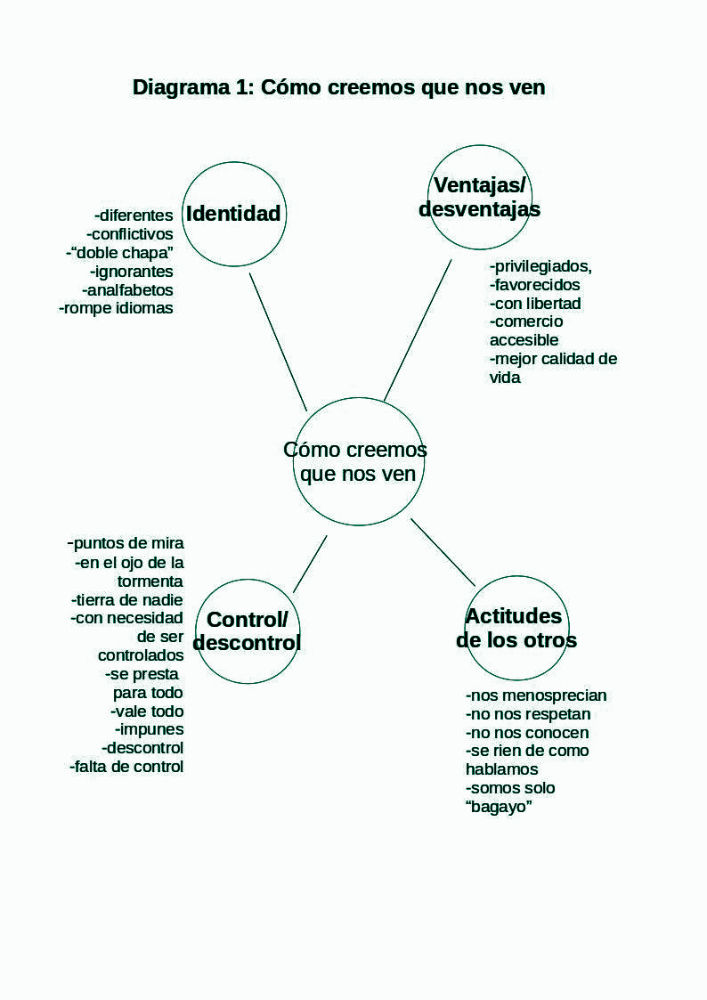 Diagrama 1: Cómo creemos que nos ven
Identidad
-diferentes
-conflictivos
-“doble chapa”
-ignorantes
-analfabetos
-rompe idiomas
Ventajas/
desventajas
-privilegiados,
-favorecidos
-con libertad
-comercio
accesible
-mejor calidad de
vida
Cómo creemos
que nos ven
-puntos de mira
-en el ojo de la
tormenta
-tierra de nadie
-con necesidad
de ser
controlados
-se presta
para todo
-vale todo
-impunes
-descontrol
-falta de control
Control/
descontrol
Actitudes
de los otros
-nos menosprecian
-no nos respetan
-no nos conocen
-se rien de como
hablamos
-somos solo
“bagayo”